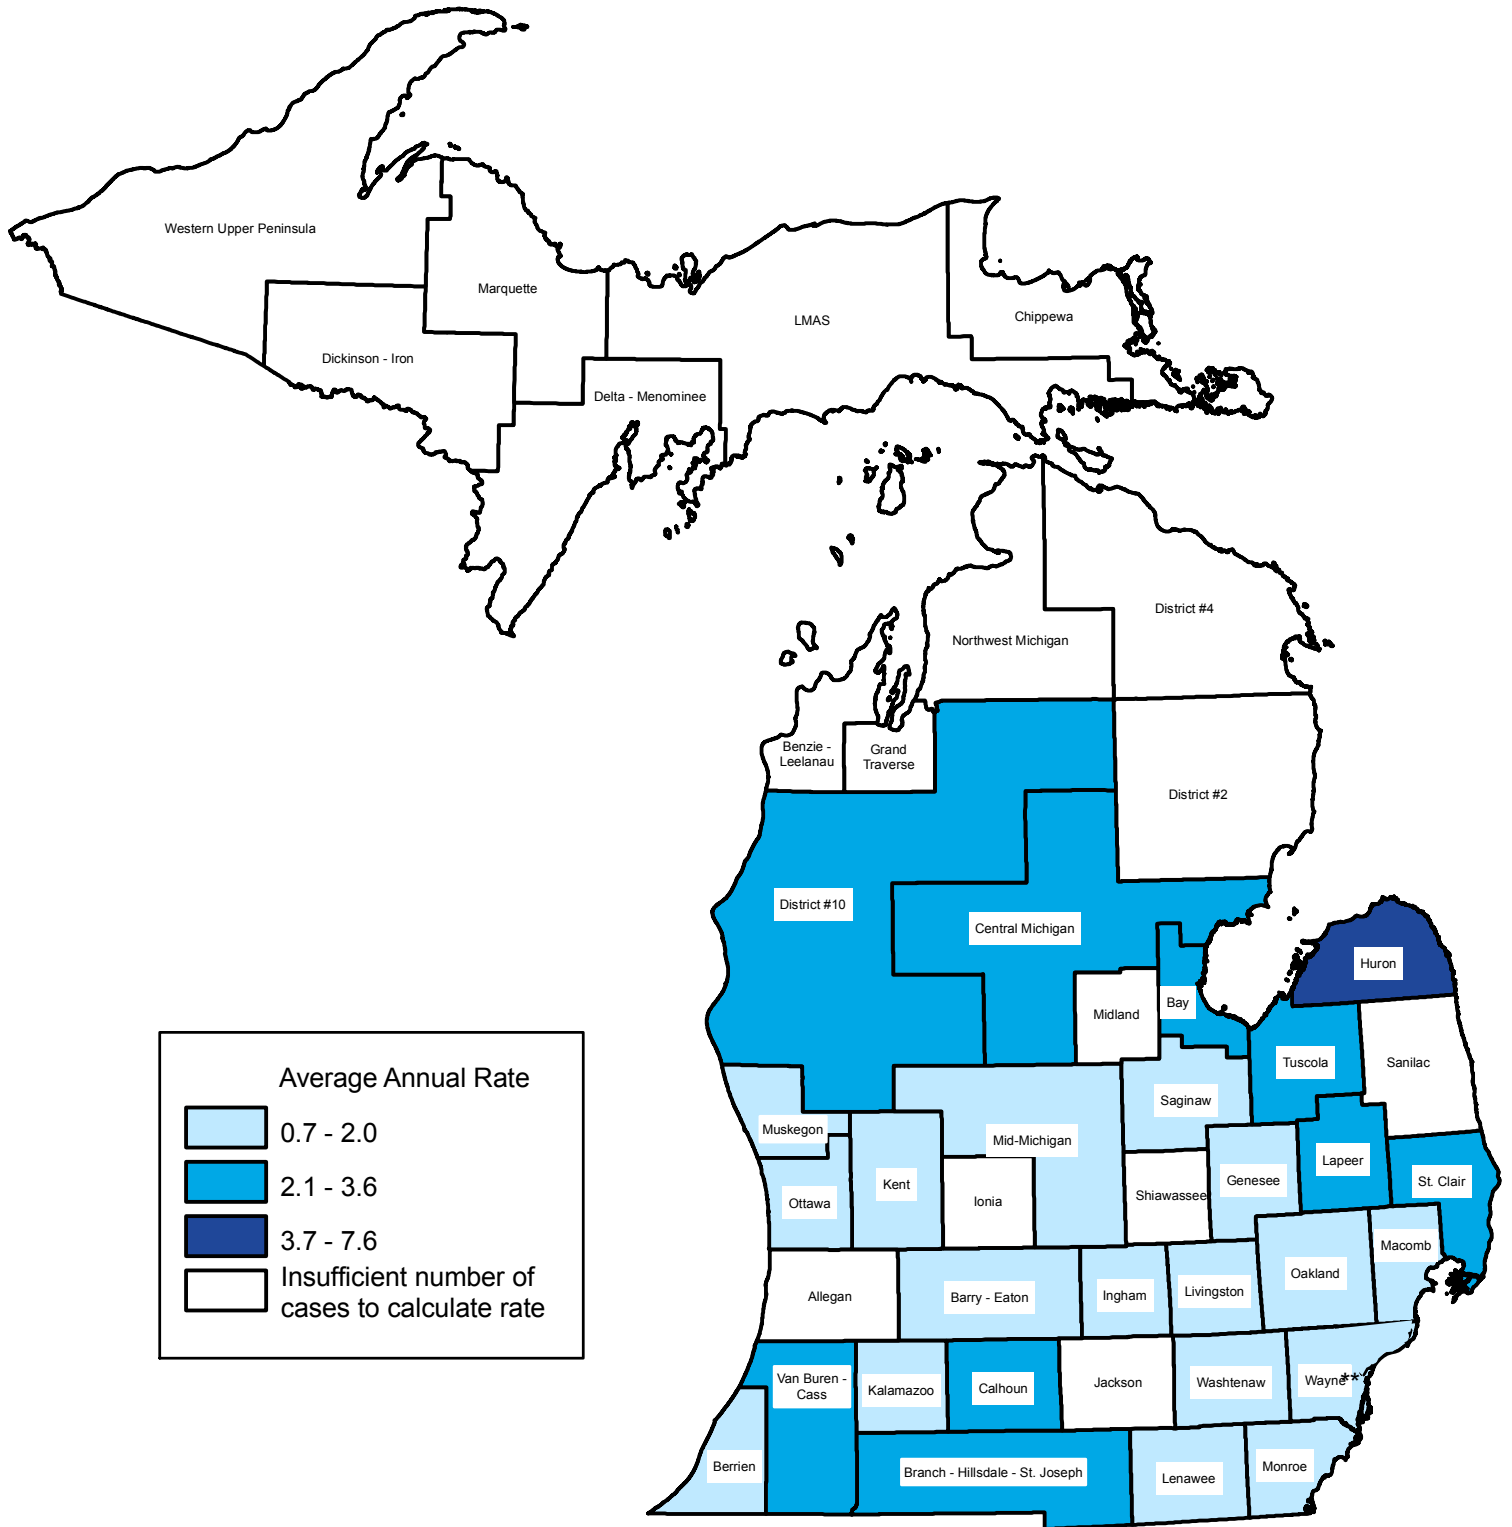 Western Upper Peninsula
Marquette
LMAS
Chippewa
Dickinson - Iron
Delta - Menominee
District #4
Northwest Michigan
Benzie -
Leelanau
Grand
Traverse
District #2
District #10
Central Michigan
Huron
Bay
Midland
Tuscola
Sanilac
Saginaw
Muskegon
Mid-Michigan
Lapeer
St. Clair
Genesee
Kent
Ottawa
Ionia
Shiawassee
Macomb
Oakland
Livingston
Ingham
Barry - Eaton
Allegan
Van Buren -
Cass
Kalamazoo
Calhoun
Jackson
Washtenaw
Wayne**
Berrien
Branch - Hillsdale - St. Joseph
Lenawee
Monroe
Average Annual Rate
0.7 - 2.0
2.1 - 3.6
3.7 - 7.6
Insufficient number of
cases to calculate rate